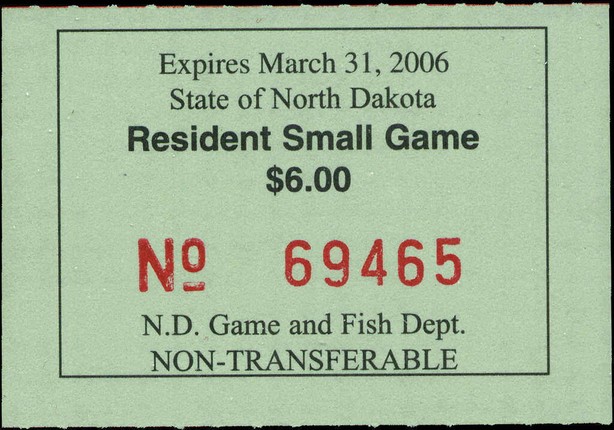 Expires March 31, 2006
State of North Dakota
Resident Small Game
$6.00
Nº 69465
N.D. Game and Fish Dept.
NON-TRANSFERABLE